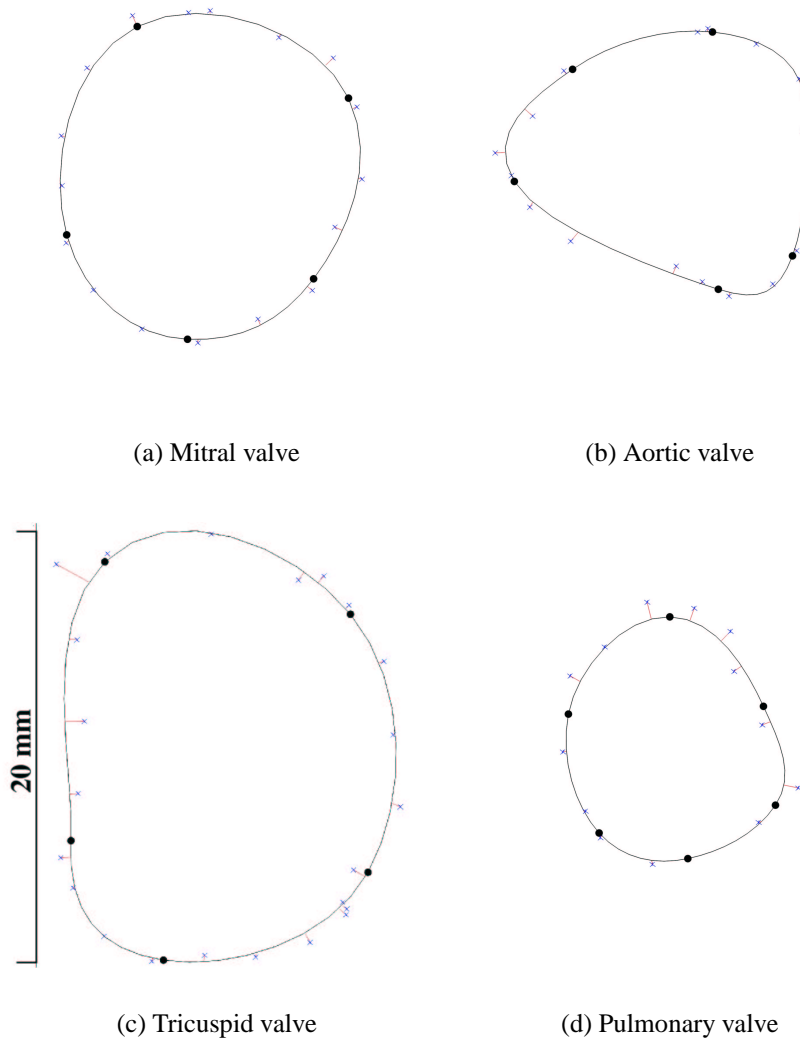 (a) Mitral valve
(b) Aortic valve
20 mm
(c) Tricuspid valve
(d) Pulmonary valve